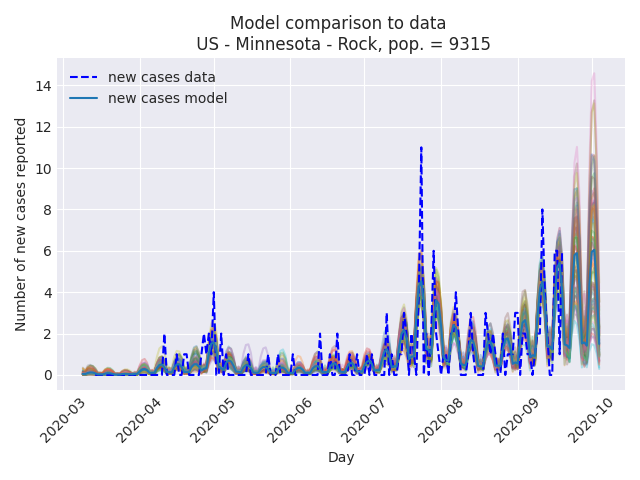 Model comparison to data
US - Minnesota - Rock, pop. = 9315
new cases data
new cases model
Number of new cases reported
14
12
10
8
6
4
2
0
2020-03
2020-04
2020-05
2020-06
2020-07
2020-08
2020-09
2020-10
Day